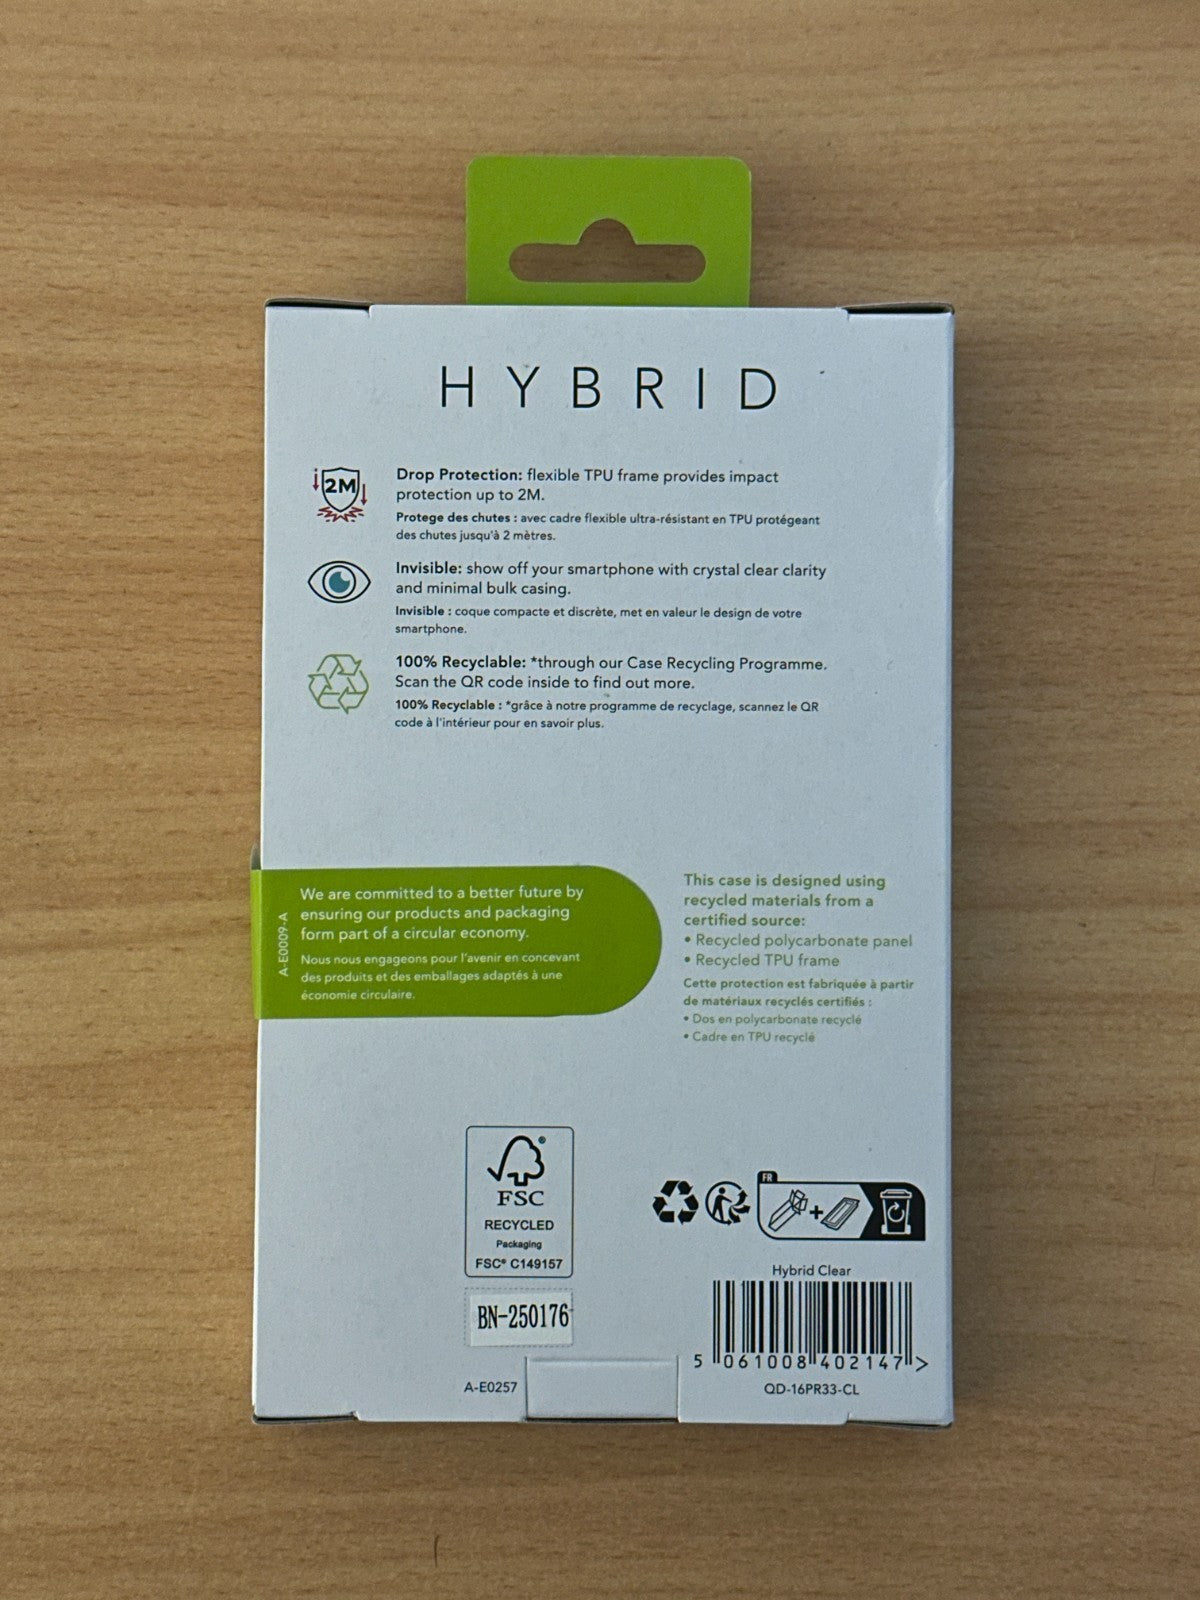 HYBRID
2M
Drop Protection: flexible TPU frame provides impact
protection up to 2M.
Protege des chutes : avec cadre flexible ultra-résistant en TPU protégeant
des chutes jusqu'à 2 mètres.
Invisible: show off your smartphone with crystal clear clarity
and minimal bulk casing.
Invisible : coque compacte et discrète, met en valeur le design de votre
smartphone.
100% Recyclable: *through our Case Recycling Programme.
Scan the QR code inside to find out more.
100% Recyclable : *grâce à notre programme de recyclage, scannez le QR
code à l'intérieur pour en savoir plus.
A-E0009-A
We are committed to a better future by
ensuring our products and packaging
form part of a circular economy.
Nous nous engageons pour l'avenir en concevant
des produits et des emballages adaptés à une
économie circulaire.
This case is designed using
recycled materials from a
certified source:
• Recycled polycarbonate panel
• Recycled TPU frame
Cette protection est fabriquée à partir
de matériaux recyclés certifiés :
• Dos en polycarbonate recyclé
• Cadre en TPU recyclé
®
FSC
RECYCLED
Packaging
FSC® C149157
FR
+
BN-250176
A-E0257
Hybrid Clear
5 061008 402147 >
QD-16PR33-CL